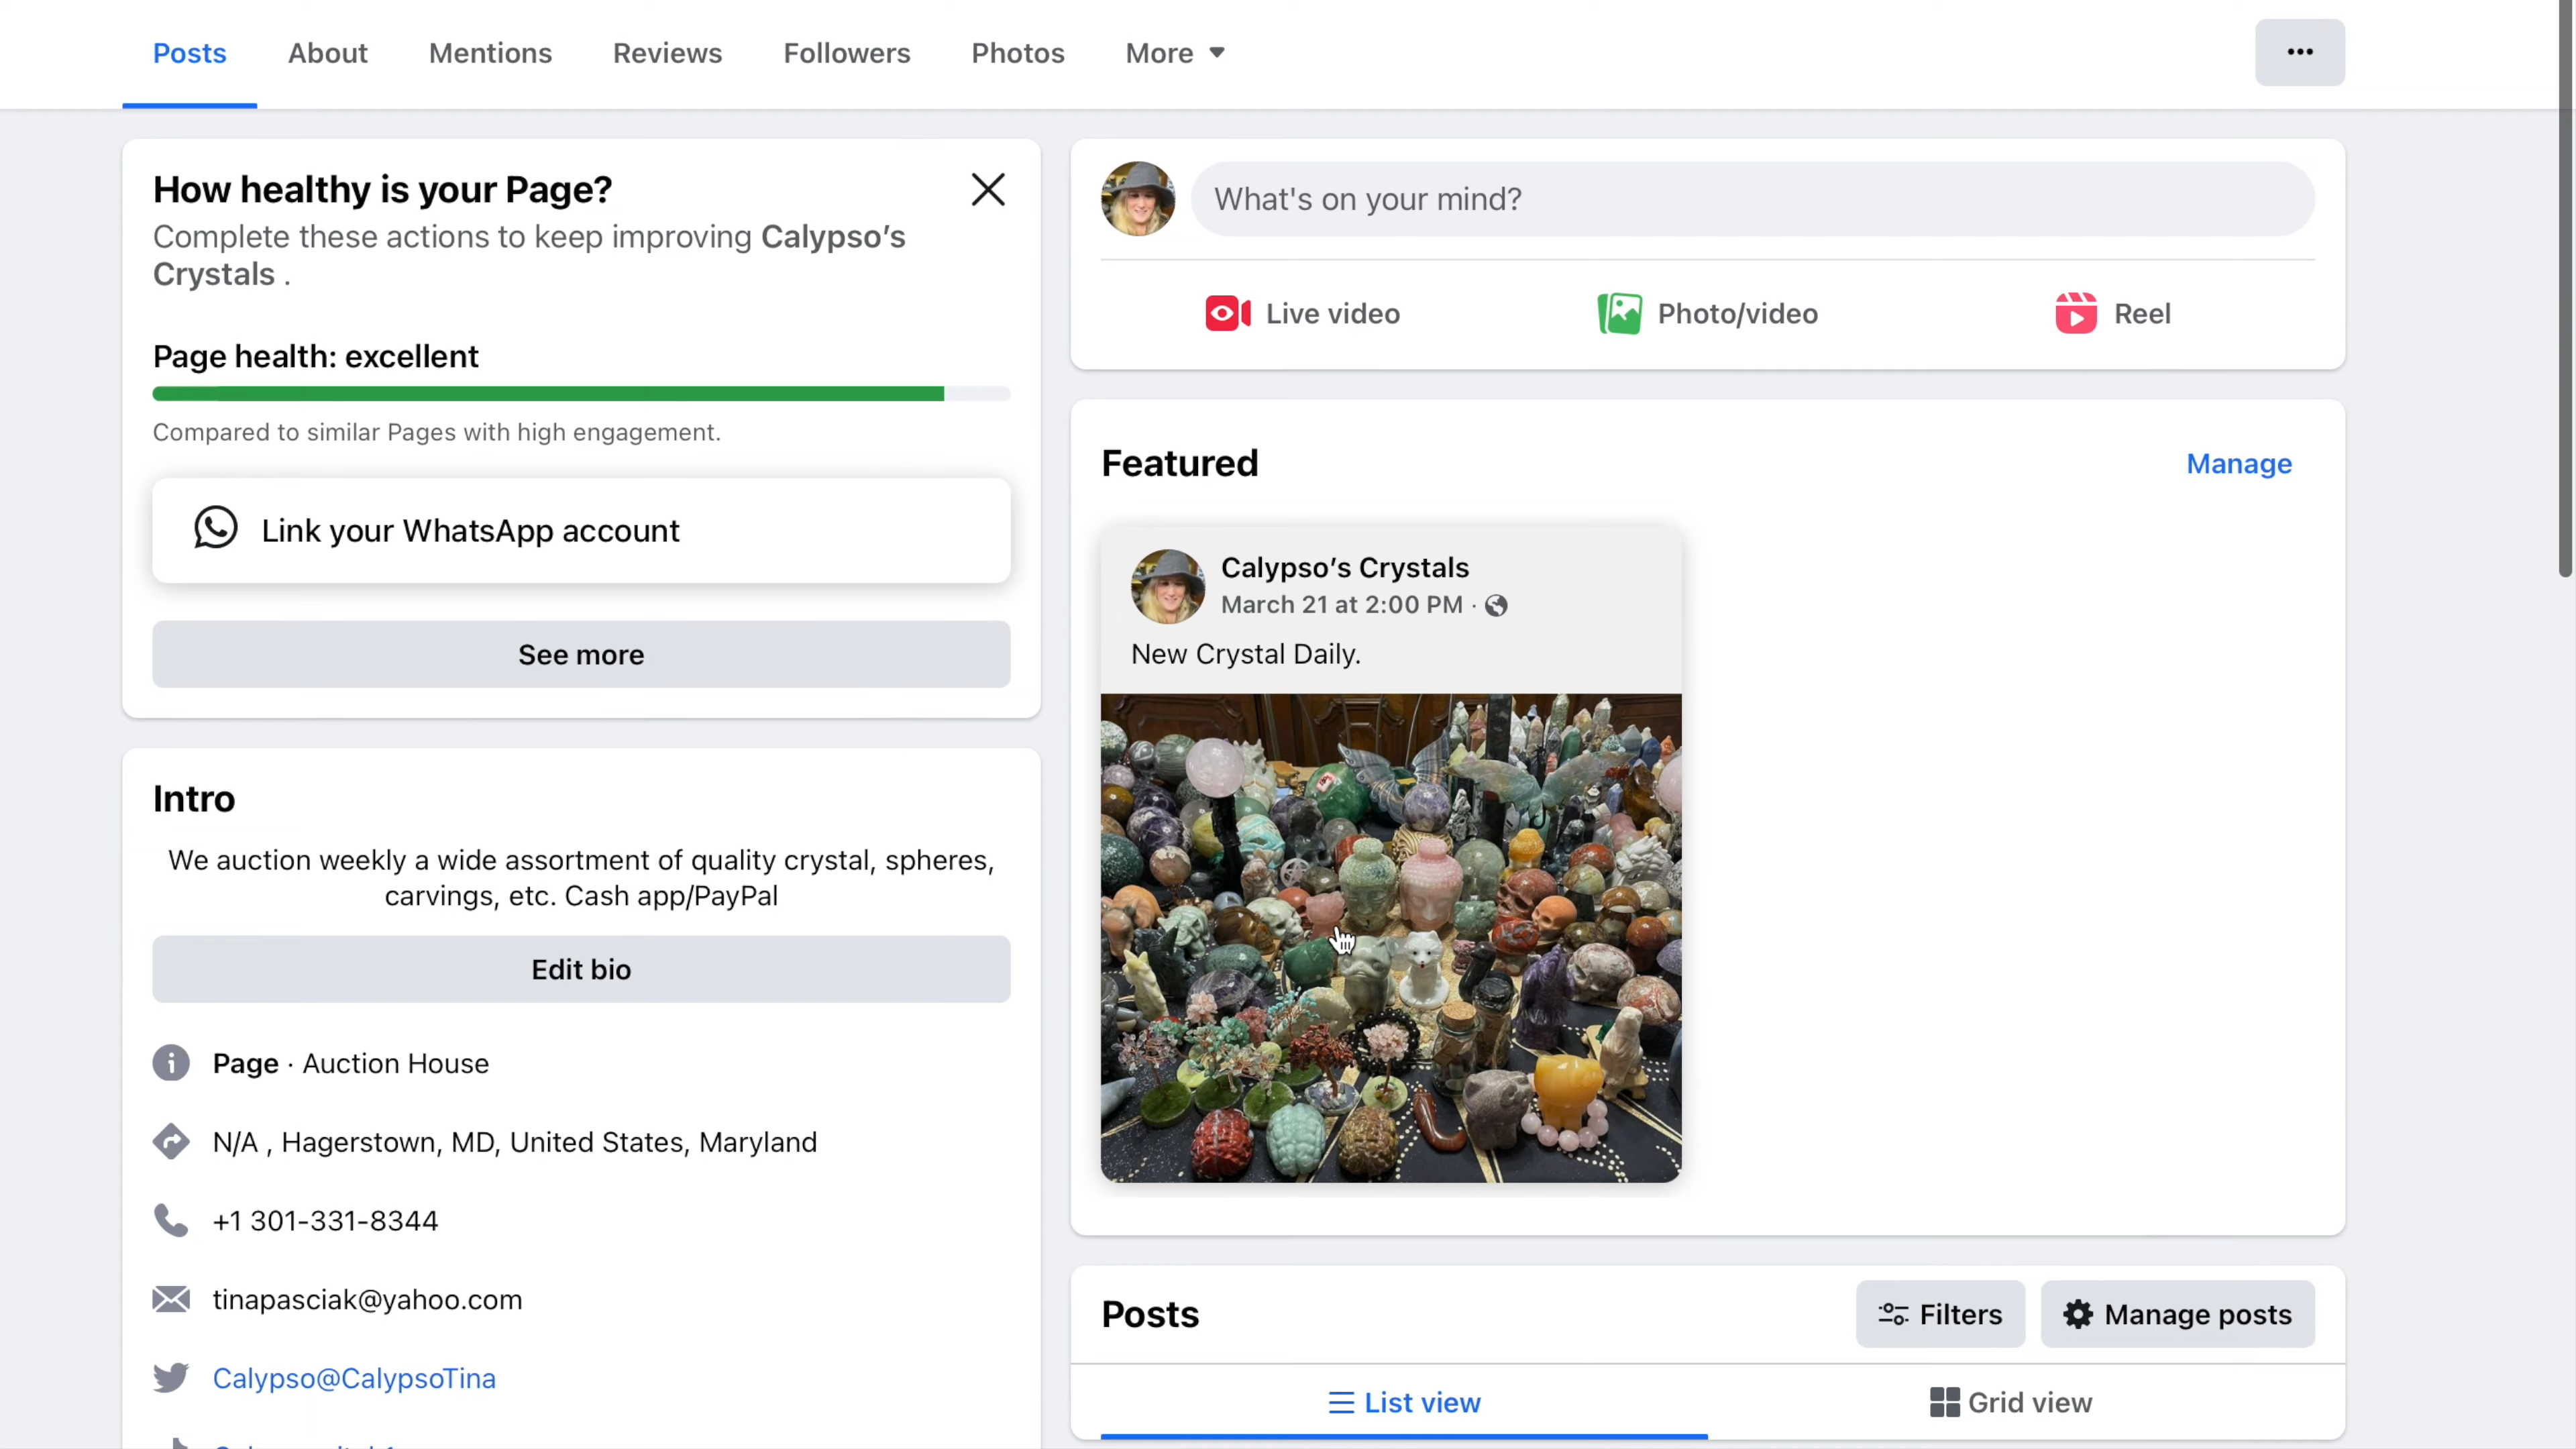 Posts About Mentions Reviews Followers Photos More
How healthy is your Page?
Complete these actions to keep improving Calypso's
Crystals .
Page health: excellent
Compared to similar Pages with high engagement.
Link your WhatsApp account
See more
Intro
We auction weekly a wide assortment of quality crystal, spheres,
carvings, etc. Cash app/PayPal
Edit bio
Page · Auction House
N/A , Hagerstown, MD, United States, Maryland
+1 301-331-8344
tinapasciak@yahoo.com
Calypso@CalypsoTina
What's on your mind?
Live video Photo/video Reel
Featured Manage
Calypso's Crystals
March 21 at 2:00 PM ·
New Crystal Daily.
Posts Filters Manage posts
List view Grid view